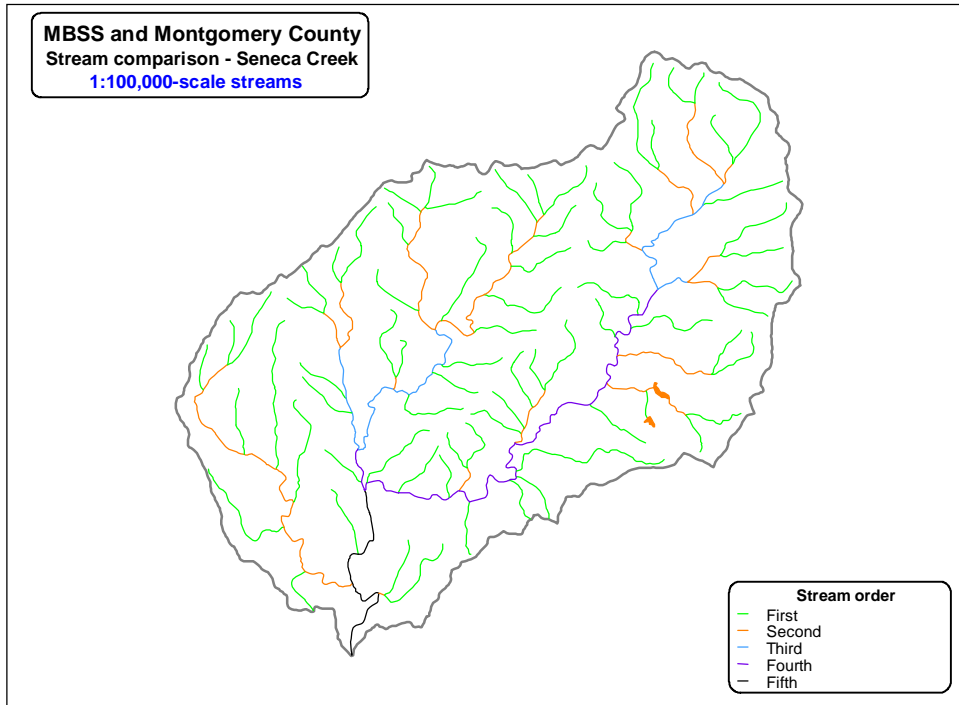 MBSS and Montgomery County
Stream comparison - Seneca Creek
1:100,000-scale streams
Stream order
First
Second
Third
Fourth
Fifth